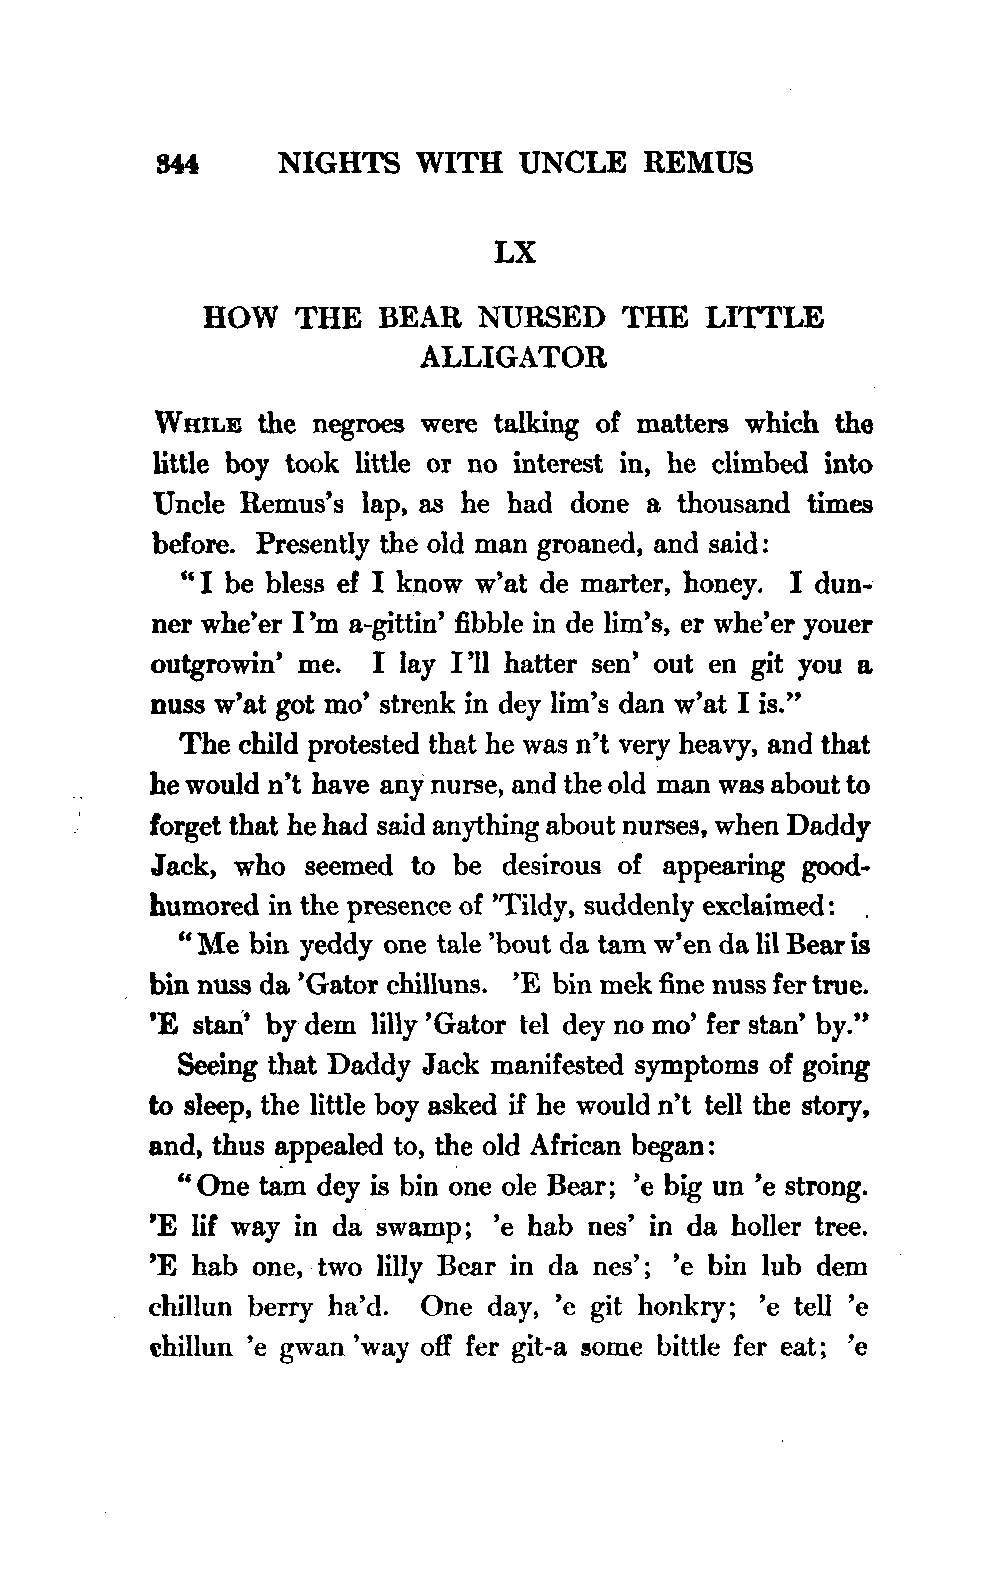 344 NIGHTS WITH UNCLE REMUS
LX
HOW THE BEAR NURSED THE LITTLE
ALLIGATOR
WHILE the negroes were talking of matters which the
little boy took little or no interest in, he climbed into
Uncle Remus's lap, as he had done a thousand times
before. Presently the old man groaned, and said:
"I be bless ef I know w'at de marter, honey. I dun-
ner whe'er I 'm a-gittin' fibble in de lim's, er whe'er youer
outgrowin' me. I lay I 'll hatter sen' out en git you a
nuss w'at got mo' strenk in dey lim's dan w'at I is."
The child protested that he was n't very heavy, and that
he would n't have any nurse, and the old man was about to
forget that he had said anything about nurses, when Daddy
Jack, who seemed to be desirous of appearing good-
humored in the presence of 'Tildy, suddenly exclaimed:
"Me bin yeddy one tale 'bout da tam w'en da lil Bear is
bin nuss da 'Gator chilluns. 'E bin mek fine nuss fer true.
'E stan' by dem lilly 'Gator tel dey no mo' fer stan' by."
Seeing that Daddy Jack manifested symptoms of going
to sleep, the little boy asked if he would n't tell the story,
and, thus appealed to, the old African began:
"One tam dey is bin one ole Bear; 'e big un 'e strong.
'E lif way in da swamp; 'e hab nes' in da holler tree.
'E hab one, two lilly Bear in da nes'; 'e bin lub dem
chillun berry ha'd. One day, 'e git honkry; 'e tell 'e
chillun 'e gwan 'way off fer git-a some bittle fer eat; 'e